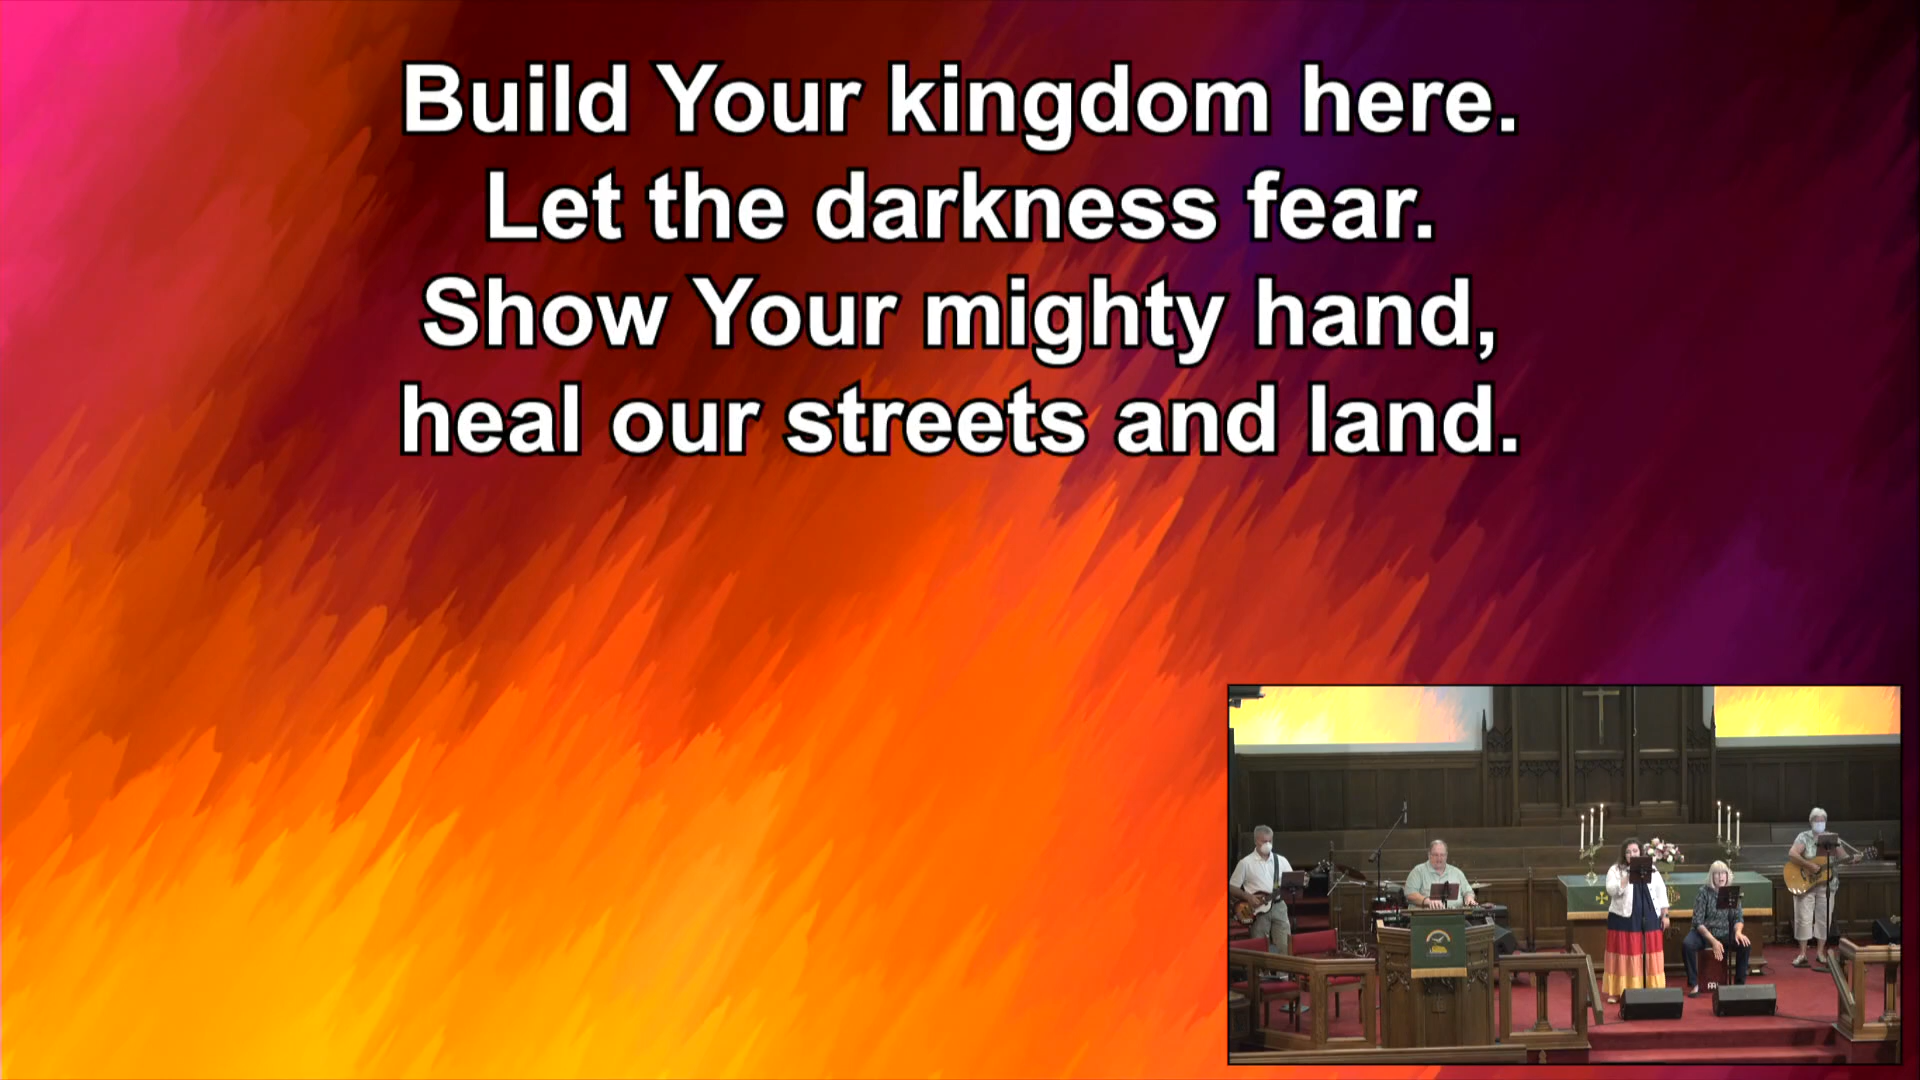 Build Your kingdom here.
Let the darkness fear.
Show Your mighty hand,
heal our streets and land.